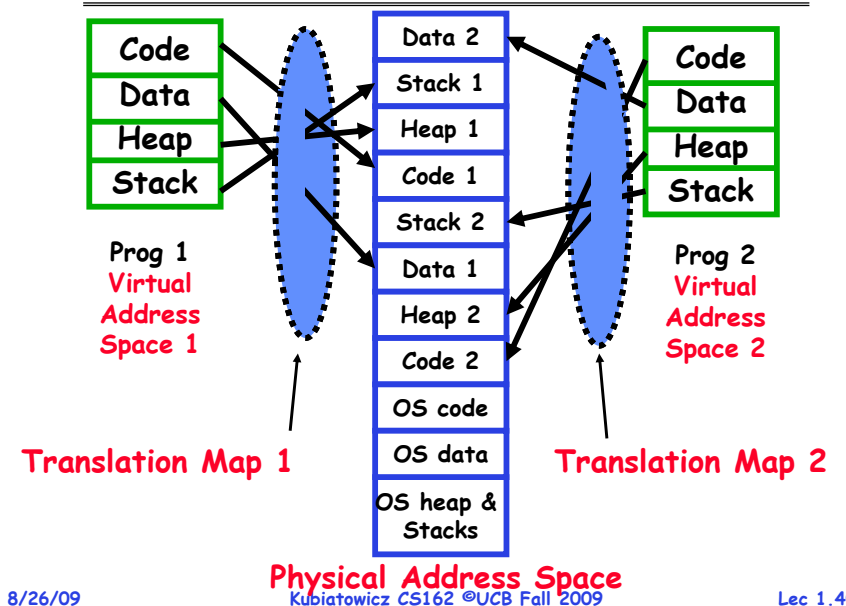 Code
Data
Heap
Stack
Prog 1
Virtual
Address
Space 1
Translation Map 1
Data 2
Stack 1
Heap 1
Code 1
Stack 2
Data 1
Heap 2
Code 2
OS code
OS data
OS heap &
Stacks
Physical Address Space
Code
Data
Heap
Stack
Prog 2
Virtual
Address
Space 2
Translation Map 2
8/26/09
Kubiatowicz CS162 ©UCB Fall 2009
Lec 1.4